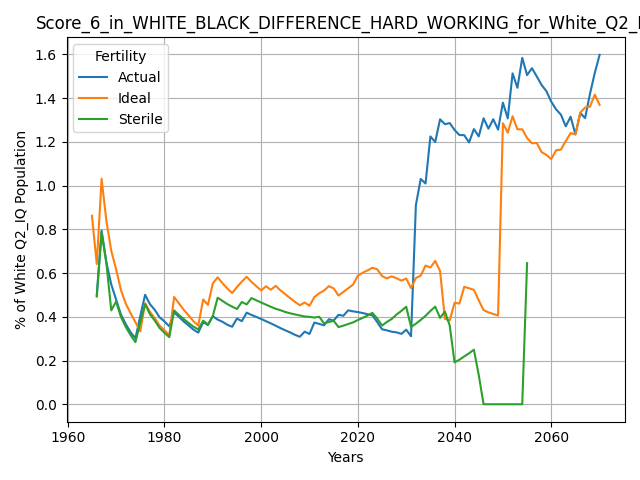 Score_6_in_WHITE_BLACK_DIFFERENCE_HARD_WORKING_for_White_Q2_I
Fertility
Actual
Ideal
Sterile
% of White Q2_IQ Population
1.6
1.4
1.2
1.0
0.8
0.6
0.4
0.2
0.0
1960 1980 2000 2020 2040 2060
Years